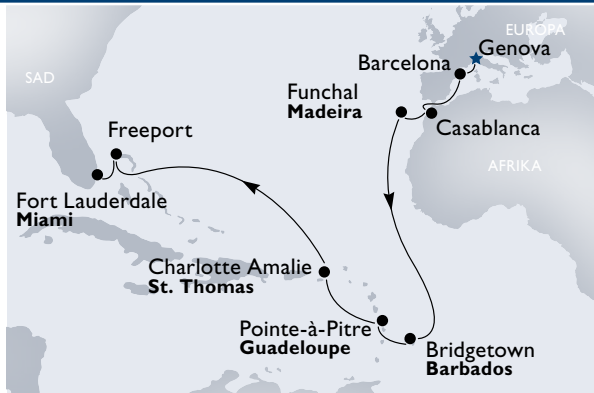 EUROPA
Genova
Barcelona
SAD
Funchal
Madeira
Casablanca
Freeport
AFRIKA
Fort Lauderdale
Miami
Charlotte Amalie
St. Thomas
Pointe-à-Pitre
Guadeloupe
Bridgetown
Barbados